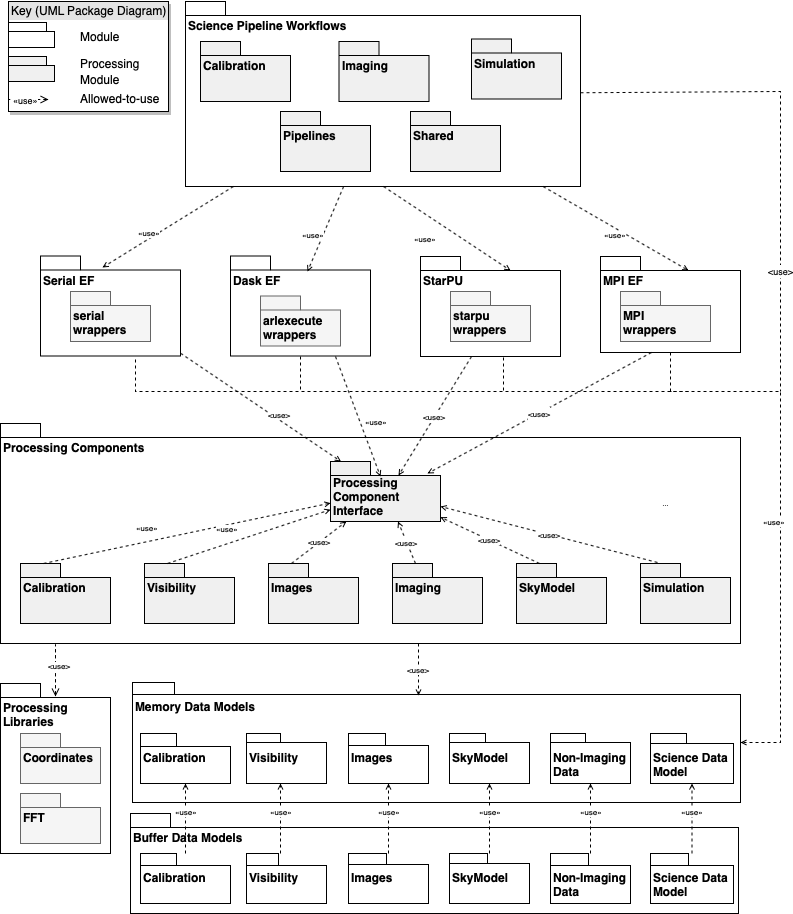 Key (UML Package Diagram)
Module
Processing
Module
«use»
Allowed-to-use
Science Pipeline Workflows
Calibration
Imaging
Simulation
Pipelines
Shared
«use»
«use»
«use»
«use»
<use>
Serial EF
serial
wrappers
Dask EF
arlexecute
wrappers
StarPU
starpu
wrappers
MPI EF
MPI
wrappers
<use>
«use»
<use>
<use>
Processing Components
Processing
Component
Interface
...
«use»
«use»
«use»
<use>
<use>
<use>
<use>
Calibration
Visibility
Images
Imaging
SkyModel
Simulation
<use>
<use>
Processing
Libraries
Coordinates
FFT
Memory Data Models
Calibration
Visibility
Images
SkyModel
Non-Imaging
Data
Science Data
Model
«use»
«use»
«use»
«use»
«use»
«use»
Buffer Data Models
Calibration
Visibility
Images
SkyModel
Non-Imaging
Data
Science Data
Model